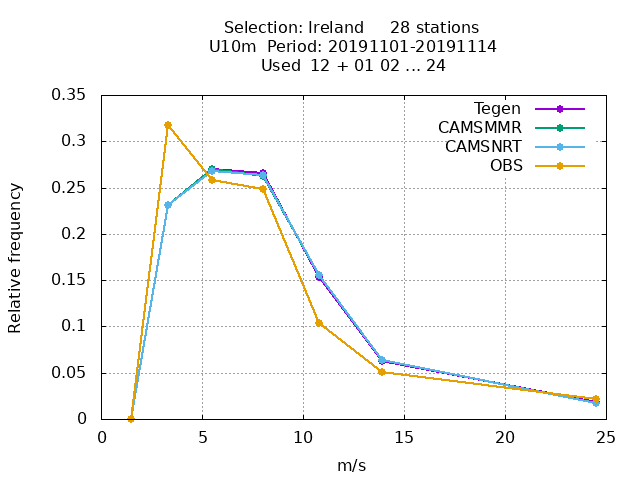 Selection: Ireland 28 stations
U10m Period: 20191101-20191114
Used 12 + 01 02 ... 24
Tegen
CAMSMMR
CAMSNRT
OBS
Relative frequency
0.35
0.3
0.25
0.2
0.15
0.1
0.05
0
0 5 10 15 20 25
m/s